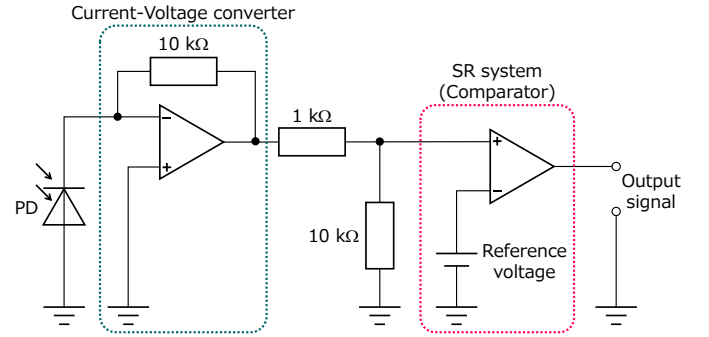 Current-Voltage converter
10 kΩ
SR system
(Comparator)
1 kΩ
−
+
+
−
PD
10 kΩ
Reference
voltage
Output
signal